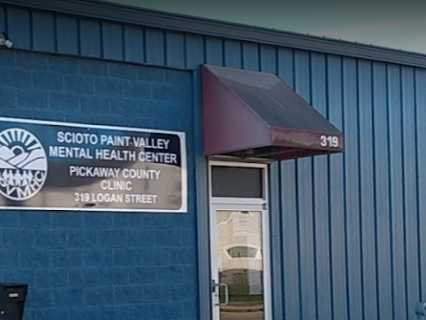 SCIOTO PAINT VALLEY
MENTAL HEALTH CENTER
PICKAWAY COUNTY
CLINIC
319 LOGAN STREET
319